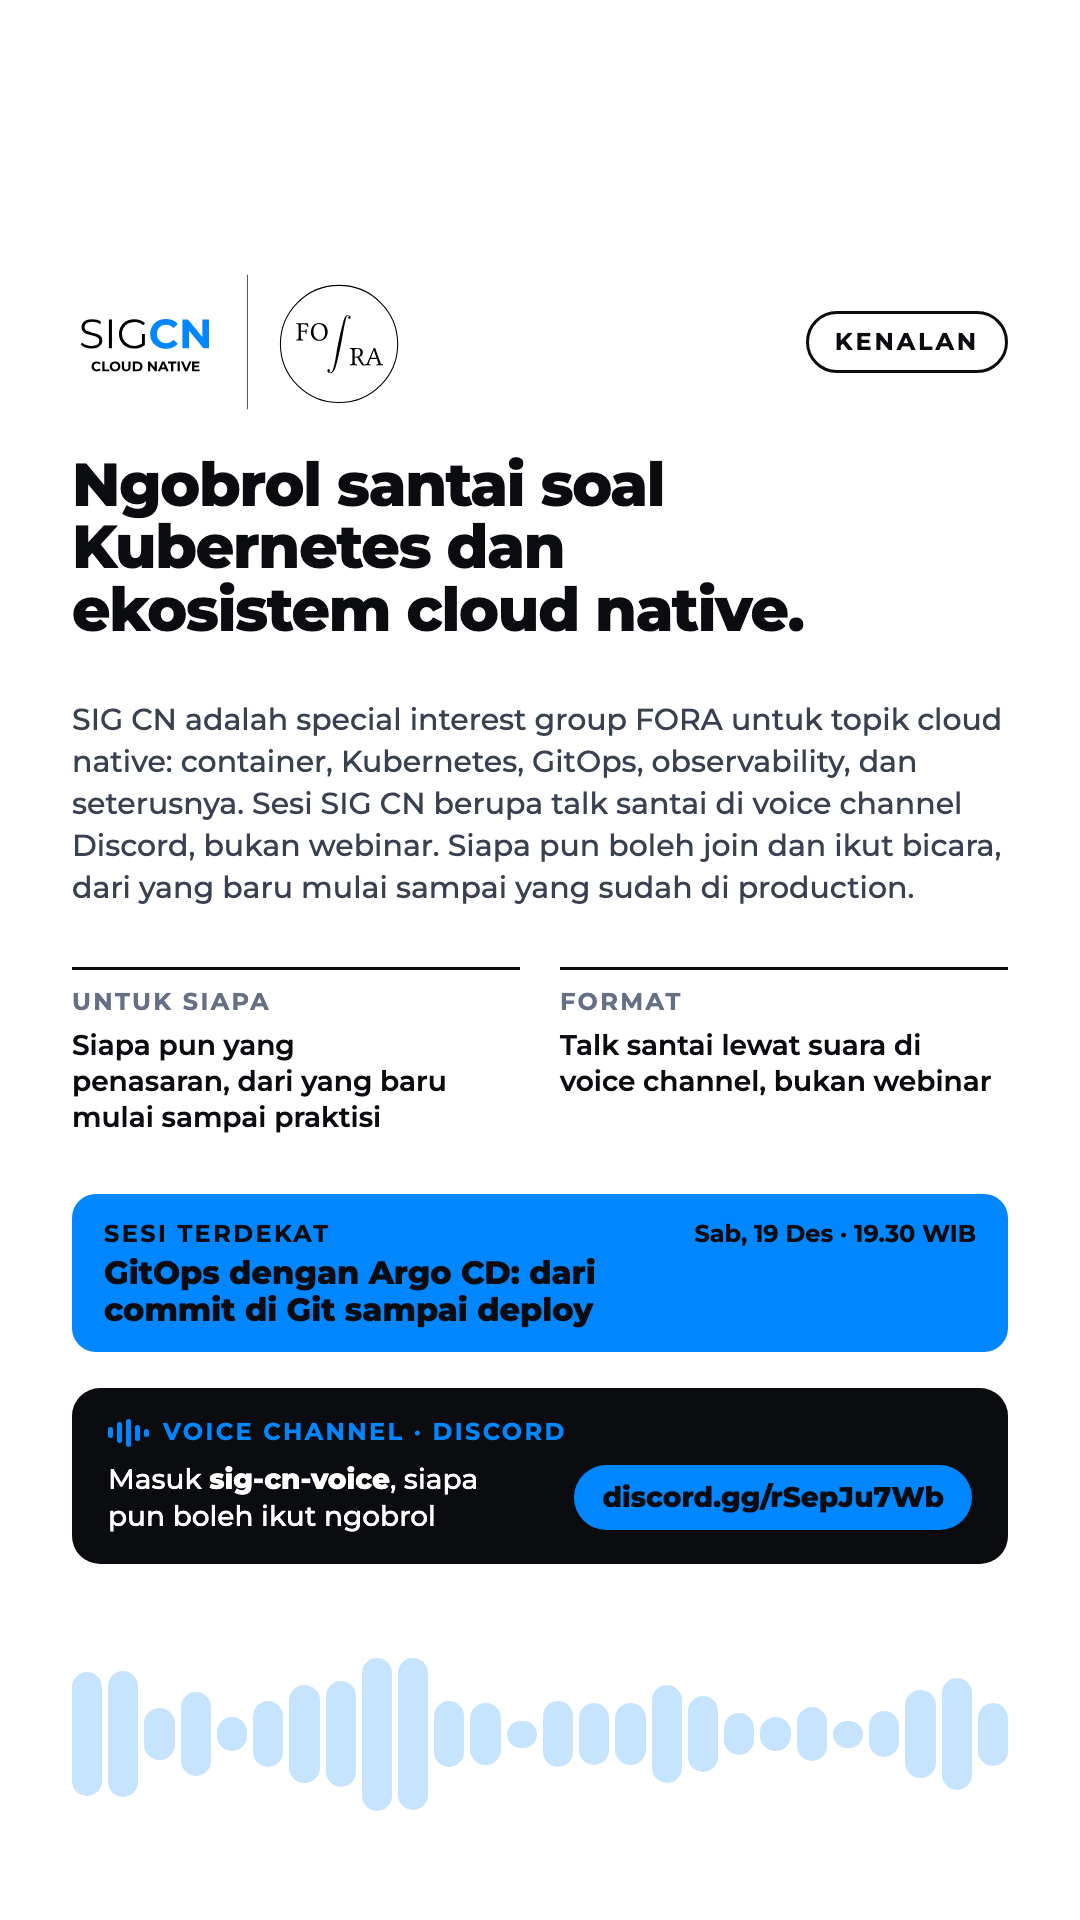 SIGCN
CLOUD NATIVE
FO
RA
KENALAN
Ngobrol santai soal
Kubernetes dan
ekosistem cloud native.
SIG CN adalah special interest group FORA untuk topik cloud
native: container, Kubernetes, GitOps, observability, dan
seterusnya. Sesi SIG CN berupa talk santai di voice channel
Discord, bukan webinar. Siapa pun boleh join dan ikut bicara,
dari yang baru mulai sampai yang sudah di production.
UNTUK SIAPA
Siapa pun yang
penasaran, dari yang baru
mulai sampai praktisi
FORMAT
Talk santai lewat suara di
voice channel, bukan webinar
SESI TERDEKAT
Sab, 19 Des · 19.30 WIB
GitOps dengan Argo CD: dari
commit di Git sampai deploy
VOICE CHANNEL · DISCORD
Masuk sig-cn-voice, siapa
pun boleh ikut ngobrol
discord.gg/rSepJu7Wb